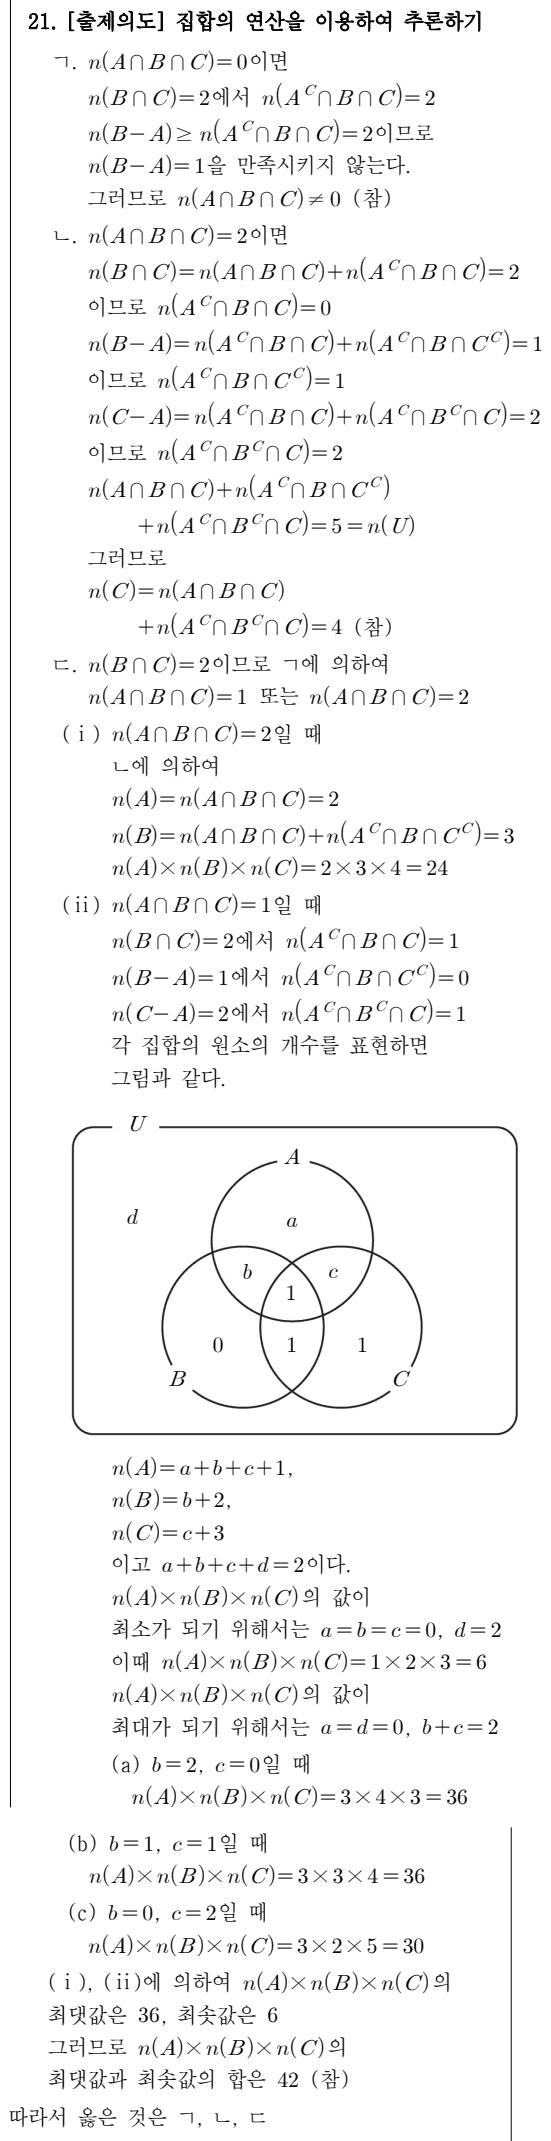 21. [출제의도] 집합의 연산을 이용하여 추론하기
ㄱ. n(A∩B∩C)=0이면
n(B∩C)=2에서 n(A^C∩B∩C)=2
n(B−A)≥n(A^C∩B∩C)=2이므로
n(B−A)=1을 만족시키지 않는다.
그러므로 n(A∩B∩C)≠0 (참)
ㄴ. n(A∩B∩C)=2이면
n(B∩C)=n(A∩B∩C)+n(A^C∩B∩C)=2
이므로 n(A^C∩B∩C)=0
n(B−A)=n(A^C∩B∩C)+n(A^C∩B∩C^C)=1
이므로 n(A^C∩B∩C^C)=1
n(C−A)=n(A^C∩B∩C)+n(A^C∩B^C∩C)=2
이므로 n(A^C∩B^C∩C)=2
n(A∩B∩C)+n(A^C∩B∩C^C)
+n(A^C∩B^C∩C)=5=n(U)
그러므로
n(C)=n(A∩B∩C)
+n(A^C∩B^C∩C)=4 (참)
ㄷ. n(B∩C)=2이므로 ㄱ에 의하여
n(A∩B∩C)=1 또는 n(A∩B∩C)=2
(i) n(A∩B∩C)=2일 때
ㄴ에 의하여
n(A)=n(A∩B∩C)=2
n(B)=n(A∩B∩C)+n(A^C∩B∩C^C)=3
n(A)×n(B)×n(C)=2×3×4=24
(ii) n(A∩B∩C)=1일 때
n(B∩C)=2에서 n(A^C∩B∩C)=1
n(B−A)=1에서 n(A^C∩B∩C^C)=0
n(C−A)=2에서 n(A^C∩B^C∩C)=1
각 집합의 원소의 개수를 표현하면
그림과 같다.
U
A
d
a
b
c
1
0
1
1
B
C
n(A)=a+b+c+1,
n(B)=b+2,
n(C)=c+3
이고 a+b+c+d=2이다.
n(A)×n(B)×n(C)의 값이
최소가 되기 위해서는 a=b=c=0, d=2
이때 n(A)×n(B)×n(C)=1×2×3=6
n(A)×n(B)×n(C)의 값이
최대가 되기 위해서는 a=d=0, b+c=2
(a) b=2, c=0일 때
n(A)×n(B)×n(C)=3×4×3=36
(b) b=1, c=1일 때
n(A)×n(B)×n(C)=3×3×4=36
(c) b=0, c=2일 때
n(A)×n(B)×n(C)=3×2×5=30
(i), (ii)에 의하여 n(A)×n(B)×n(C)의
최댓값은 36, 최솟값은 6
그러므로 n(A)×n(B)×n(C)의
최댓값과 최솟값의 합은 42 (참)
따라서 옳은 것은 ㄱ, ㄴ, ㄷ